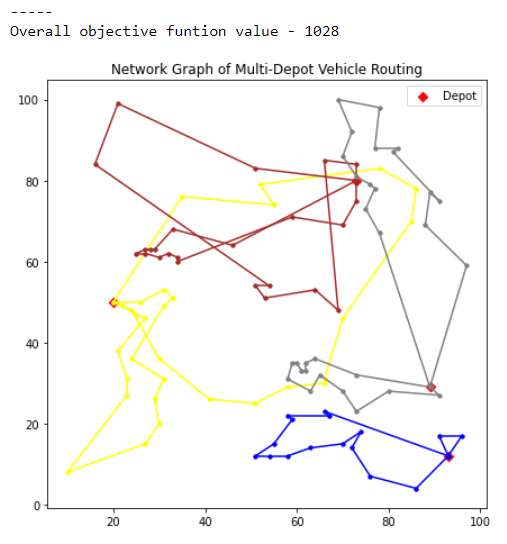 -----
Overall objective funtion value - 1028
Network Graph of Multi-Depot Vehicle Routing
Depot
100
80
60
40
20
0
20 40 60 80 100